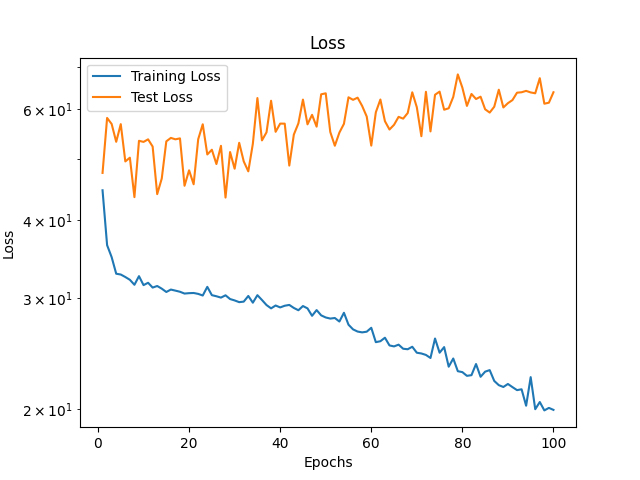 Loss
Training Loss
Test Loss
6 × 10¹
4 × 10¹
3 × 10¹
2 × 10¹
Loss
0 20 40 60 80 100
Epochs